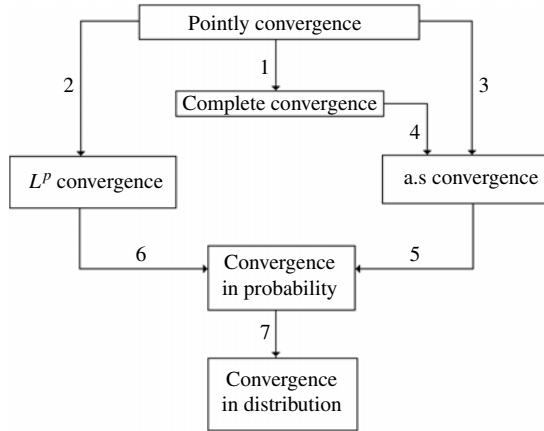 Pointly convergence
2
1
3
Complete convergence
4
L^p convergence
a.s convergence
6
5
Convergence
in probability
7
Convergence
in distribution